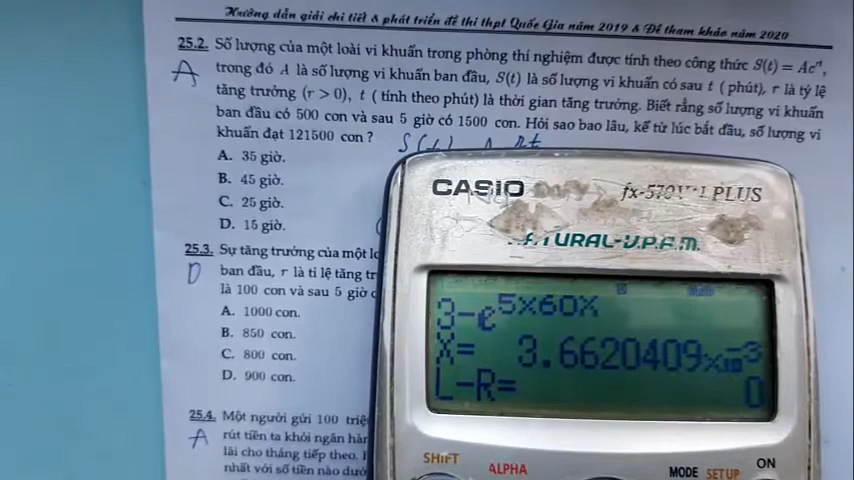 Hướng dẫn giải chi tiết & phát triển đề thi thpt Quốc Gia năm 2019 & Đề tham khảo năm 2020
25.2. Số lượng của một loài vi khuẩn trong phòng thí nghiệm được tính theo công thức S(t) = Ae^rt,
A trong đó A là số lượng vi khuẩn ban đầu, S(t) là số lượng vi khuẩn có sau t ( phút), r là tỷ lệ
tăng trưởng (r > 0), t ( tính theo phút) là thời gian tăng trưởng. Biết rằng số lượng vi khuẩn
ban đầu có 500 con và sau 5 giờ có 1500 con. Hỏi sao bao lâu, kể từ lúc bắt đầu, số lượng vi
khuẩn đạt 121500 con ?
A. 35 giờ.
B. 45 giờ.
C. 25 giờ.
D. 15 giờ.
25.3. Sự tăng trưởng của một
D ban đầu, r là tỉ lệ tăng
là 100 con và sau 5 giờ
A. 1000 con.
B. 850 con.
C. 800 con.
D. 900 con.
25.4. Một người gửi 100
A rút tiền ta khỏi ngân
lãi cho tháng tiếp theo.
nhất với số tiền nào
CASIO fx-570V PLUS
NATURAL-V.P.A.M.
3-e^5×60X
X= 3.6620409×10^-3
L-R= 0
SHIFT ALPHA MODE SETUP ON